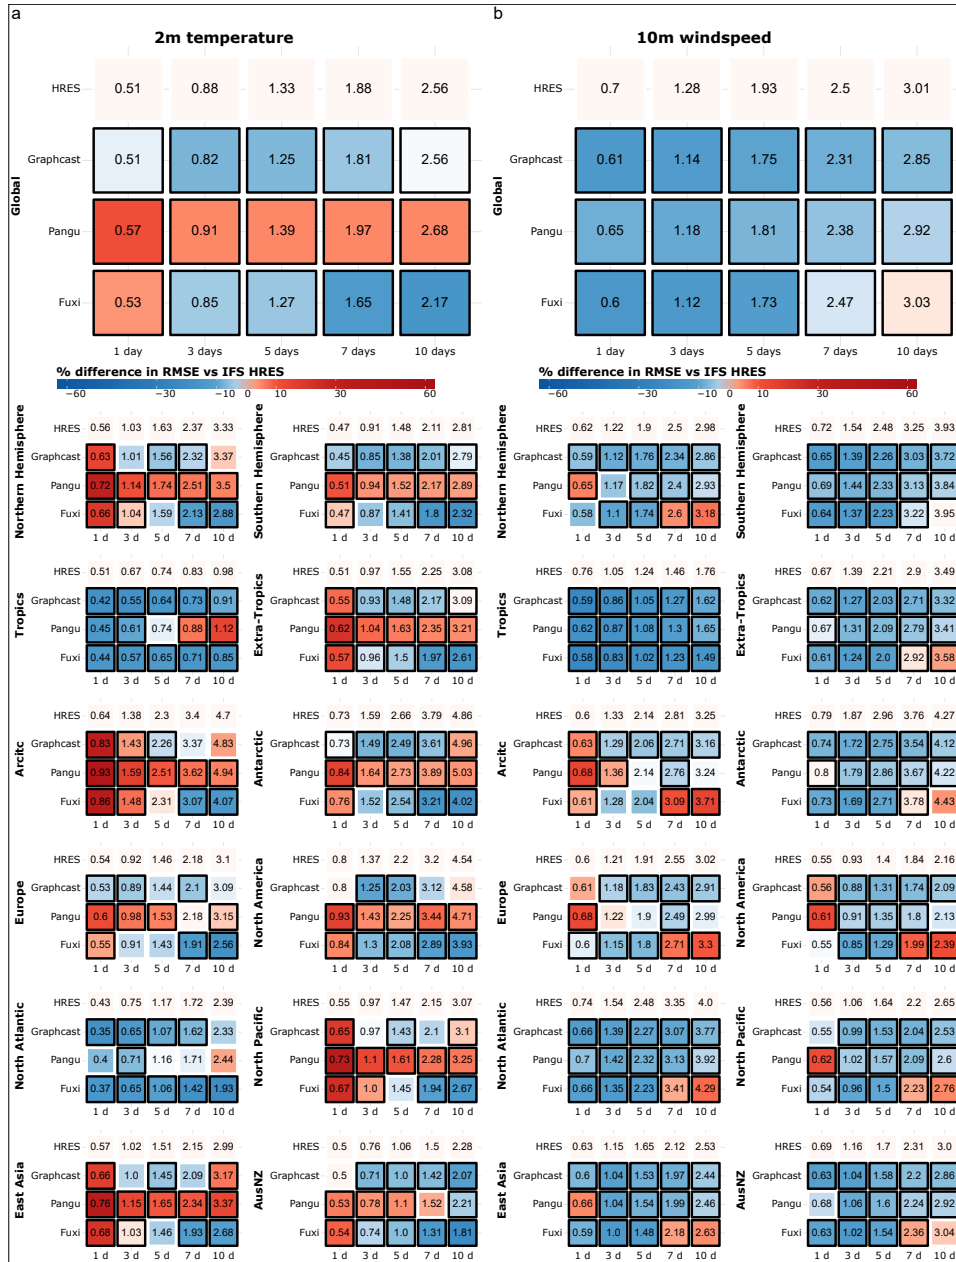 a
b
2m temperature
10m windspeed
Global
HRES 0.51 0.88 1.33 1.88 2.56
Graphcast 0.51 0.82 1.25 1.81 2.56
Pangu 0.57 0.91 1.39 1.97 2.68
Fuxi 0.53 0.85 1.27 1.65 2.17
1 day 3 days 5 days 7 days 10 days
Global
HRES 0.7 1.28 1.93 2.5 3.01
Graphcast 0.61 1.14 1.75 2.31 2.85
Pangu 0.65 1.18 1.81 2.38 2.92
Fuxi 0.6 1.12 1.73 2.47 3.03
1 day 3 days 5 days 7 days 10 days
% difference in RMSE vs IFS HRES
−60 −30 −10 0 10 30 60
% difference in RMSE vs IFS HRES
−60 −30 −10 0 10 30 60
Northern Hemisphere
HRES 0.56 1.03 1.63 2.37 3.33
Graphcast 0.63 1.01 1.56 2.32 3.37
Pangu 0.72 1.14 1.74 2.51 3.5
Fuxi 0.66 1.04 1.59 2.13 2.88
1 d 3 d 5 d 7 d 10 d
Southern Hemisphere
HRES 0.47 0.91 1.48 2.11 2.81
Graphcast 0.45 0.85 1.38 2.01 2.79
Pangu 0.51 0.94 1.52 2.17 2.89
Fuxi 0.47 0.87 1.41 1.8 2.32
1 d 3 d 5 d 7 d 10 d
Northern Hemisphere
HRES 0.62 1.22 1.9 2.5 2.98
Graphcast 0.59 1.12 1.76 2.34 2.86
Pangu 0.65 1.17 1.82 2.4 2.93
Fuxi 0.58 1.1 1.74 2.6 3.18
1 d 3 d 5 d 7 d 10 d
Southern Hemisphere
HRES 0.72 1.54 2.48 3.25 3.93
Graphcast 0.65 1.39 2.26 3.03 3.72
Pangu 0.69 1.44 2.33 3.13 3.84
Fuxi 0.64 1.37 2.23 3.22 3.95
1 d 3 d 5 d 7 d 10 d
Tropics
HRES 0.51 0.67 0.74 0.83 0.98
Graphcast 0.42 0.55 0.64 0.73 0.91
Pangu 0.45 0.61 0.74 0.88 1.12
Fuxi 0.44 0.57 0.65 0.71 0.85
1 d 3 d 5 d 7 d 10 d
Extra-Tropics
HRES 0.51 0.97 1.55 2.25 3.08
Graphcast 0.55 0.93 1.48 2.17 3.09
Pangu 0.62 1.04 1.63 2.35 3.21
Fuxi 0.57 0.96 1.5 1.97 2.61
1 d 3 d 5 d 7 d 10 d
Tropics
HRES 0.76 1.05 1.24 1.46 1.76
Graphcast 0.59 0.86 1.05 1.27 1.62
Pangu 0.62 0.87 1.08 1.3 1.65
Fuxi 0.58 0.83 1.02 1.23 1.49
1 d 3 d 5 d 7 d 10 d
Extra-Tropics
HRES 0.67 1.39 2.21 2.9 3.49
Graphcast 0.62 1.27 2.03 2.71 3.32
Pangu 0.67 1.31 2.09 2.79 3.41
Fuxi 0.61 1.24 2.0 2.92 3.58
1 d 3 d 5 d 7 d 10 d
Arcitc
HRES 0.64 1.38 2.3 3.4 4.7
Graphcast 0.83 1.43 2.26 3.37 4.83
Pangu 0.93 1.59 2.51 3.62 4.94
Fuxi 0.86 1.48 2.31 3.07 4.07
1 d 3 d 5 d 7 d 10 d
Antarctic
HRES 0.73 1.59 2.66 3.79 4.86
Graphcast 0.73 1.49 2.49 3.61 4.96
Pangu 0.84 1.64 2.73 3.89 5.03
Fuxi 0.76 1.52 2.54 3.21 4.02
1 d 3 d 5 d 7 d 10 d
Arcitc
HRES 0.6 1.33 2.14 2.81 3.25
Graphcast 0.63 1.29 2.06 2.71 3.16
Pangu 0.68 1.36 2.14 2.76 3.24
Fuxi 0.61 1.28 2.04 3.09 3.71
1 d 3 d 5 d 7 d 10 d
Antarctic
HRES 0.79 1.87 2.96 3.76 4.27
Graphcast 0.74 1.72 2.75 3.54 4.12
Pangu 0.8 1.79 2.86 3.67 4.22
Fuxi 0.73 1.69 2.71 3.78 4.43
1 d 3 d 5 d 7 d 10 d
Europe
HRES 0.54 0.92 1.46 2.18 3.1
Graphcast 0.53 0.89 1.44 2.1 3.09
Pangu 0.6 0.98 1.53 2.18 3.15
Fuxi 0.55 0.91 1.43 1.91 2.56
1 d 3 d 5 d 7 d 10 d
North America
HRES 0.8 1.37 2.2 3.2 4.54
Graphcast 0.8 1.25 2.03 3.12 4.58
Pangu 0.93 1.43 2.25 3.44 4.71
Fuxi 0.84 1.3 2.08 2.89 3.93
1 d 3 d 5 d 7 d 10 d
Europe
HRES 0.6 1.21 1.91 2.55 3.02
Graphcast 0.61 1.18 1.83 2.43 2.91
Pangu 0.68 1.22 1.9 2.49 2.99
Fuxi 0.6 1.15 1.8 2.71 3.3
1 d 3 d 5 d 7 d 10 d
North America
HRES 0.55 0.93 1.4 1.84 2.16
Graphcast 0.56 0.88 1.31 1.74 2.09
Pangu 0.61 0.91 1.35 1.8 2.13
Fuxi 0.55 0.85 1.29 1.99 2.39
1 d 3 d 5 d 7 d 10 d
North Atlantic
HRES 0.43 0.75 1.17 1.72 2.39
Graphcast 0.35 0.65 1.07 1.62 2.33
Pangu 0.4 0.71 1.16 1.71 2.44
Fuxi 0.37 0.65 1.06 1.42 1.93
1 d 3 d 5 d 7 d 10 d
North Pacific
HRES 0.55 0.97 1.47 2.15 3.07
Graphcast 0.65 0.97 1.43 2.1 3.1
Pangu 0.73 1.1 1.61 2.28 3.25
Fuxi 0.67 1.0 1.45 1.94 2.67
1 d 3 d 5 d 7 d 10 d
North Atlantic
HRES 0.74 1.54 2.48 3.35 4.0
Graphcast 0.66 1.39 2.27 3.07 3.77
Pangu 0.7 1.42 2.32 3.13 3.92
Fuxi 0.66 1.35 2.23 3.41 4.29
1 d 3 d 5 d 7 d 10 d
North Pacific
HRES 0.56 1.06 1.64 2.2 2.65
Graphcast 0.55 0.99 1.53 2.04 2.53
Pangu 0.62 1.02 1.57 2.09 2.6
Fuxi 0.54 0.96 1.5 2.23 2.76
1 d 3 d 5 d 7 d 10 d
East Asia
HRES 0.57 1.02 1.51 2.15 2.99
Graphcast 0.66 1.0 1.45 2.09 3.17
Pangu 0.76 1.15 1.65 2.34 3.37
Fuxi 0.68 1.03 1.46 1.93 2.68
1 d 3 d 5 d 7 d 10 d
AusNZ
HRES 0.5 0.76 1.06 1.5 2.28
Graphcast 0.5 0.71 1.0 1.42 2.07
Pangu 0.53 0.78 1.1 1.52 2.21
Fuxi 0.54 0.74 1.0 1.31 1.81
1 d 3 d 5 d 7 d 10 d
East Asia
HRES 0.63 1.15 1.65 2.12 2.53
Graphcast 0.6 1.04 1.53 1.97 2.44
Pangu 0.66 1.04 1.54 1.99 2.46
Fuxi 0.59 1.0 1.48 2.18 2.63
1 d 3 d 5 d 7 d 10 d
AusNZ
HRES 0.69 1.16 1.7 2.31 3.0
Graphcast 0.63 1.04 1.58 2.2 2.86
Pangu 0.68 1.06 1.6 2.24 2.92
Fuxi 0.63 1.02 1.54 2.36 3.04
1 d 3 d 5 d 7 d 10 d